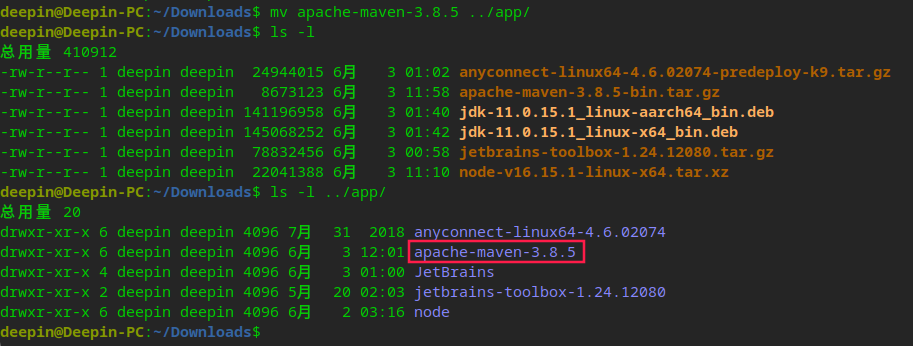 deepin@Deepin-PC:~/Downloads$ mv apache-maven-3.8.5 ../app/
deepin@Deepin-PC:~/Downloads$ ls -l
总用量 410912
-rw-r--r-- 1 deepin deepin  24944015 6月   3 01:02 anyconnect-linux64-4.6.02074-predeploy-k9.tar.gz
-rw-r--r-- 1 deepin deepin   8673123 6月   3 11:58 apache-maven-3.8.5-bin.tar.gz
-rw-r--r-- 1 deepin deepin 141196958 6月   3 01:40 jdk-11.0.15.1_linux-aarch64_bin.deb
-rw-r--r-- 1 deepin deepin 145068252 6月   3 01:42 jdk-11.0.15.1_linux-x64_bin.deb
-rw-r--r-- 1 deepin deepin  78832456 6月   3 00:58 jetbrains-toolbox-1.24.12080.tar.gz
-rw-r--r-- 1 deepin deepin  22041388 6月   3 11:10 node-v16.15.1-linux-x64.tar.xz
deepin@Deepin-PC:~/Downloads$ ls -l ../app/
总用量 20
drwxr-xr-x 6 deepin deepin 4096 7月  31  2018 anyconnect-linux64-4.6.02074
drwxr-xr-x 6 deepin deepin 4096 6月   3 12:01 apache-maven-3.8.5
drwxr-xr-x 4 deepin deepin 4096 6月   3 01:00 JetBrains
drwxr-xr-x 2 deepin deepin 4096 5月  20 02:03 jetbrains-toolbox-1.24.12080
drwxr-xr-x 6 deepin deepin 4096 6月   2 03:16 node
deepin@Deepin-PC:~/Downloads$